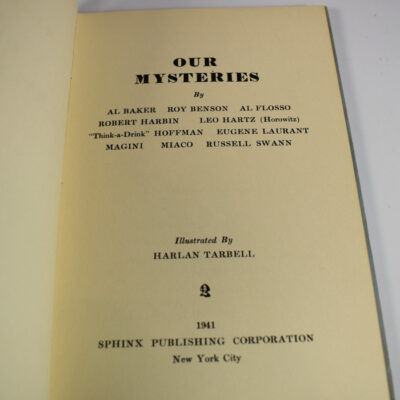 OUR
MYSTERIES
By
AL BAKER ROY BENSON AL FLOSSO
ROBERT HARBIN LEO HARTZ (Horowitz)
"Think-a-Drink" HOFFMAN EUGENE LAURANT
MAGINI MIACO RUSSELL SWANN
Illustrated By
HARLAN TARBELL
2
1941
SPHINX PUBLISHING CORPORATION
New York City